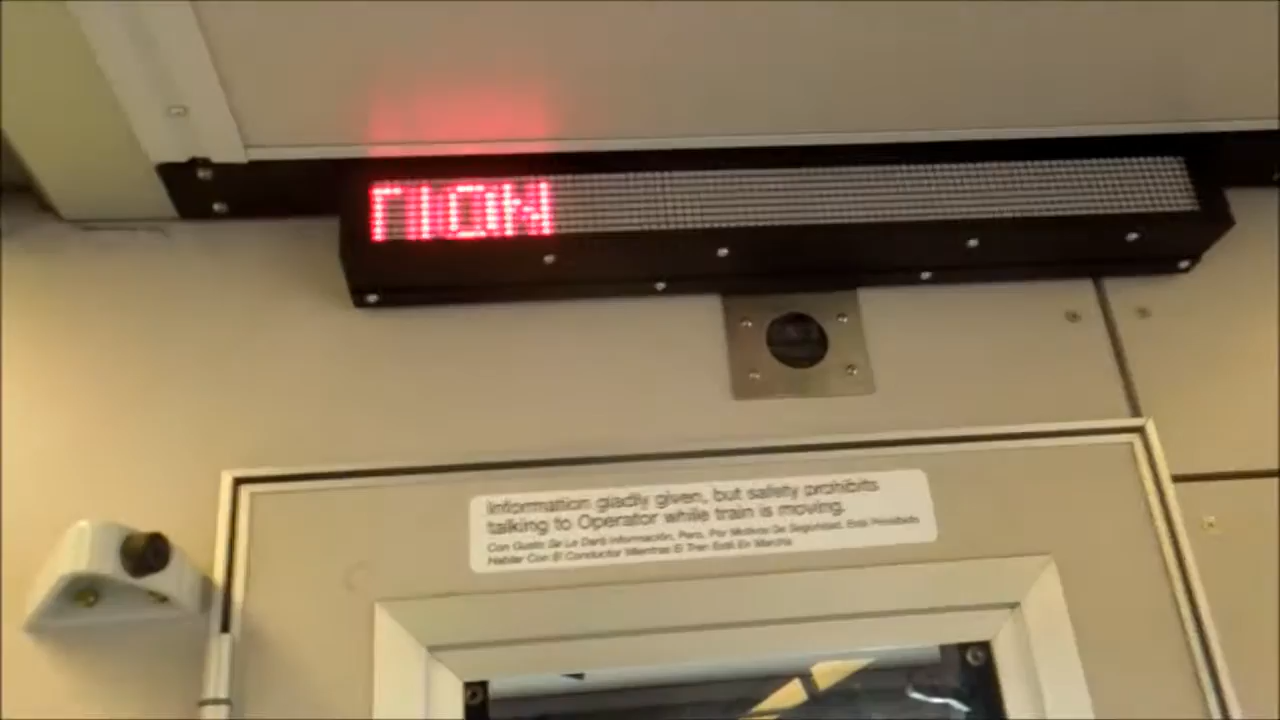 Information gladly given, but safety prohibits
talking to Operator while train is moving.
Con Gusto Se Le Dará Información, Pero, Por Motivos De Seguridad, Está Prohibido
Hablar Con El Conductor Mientras El Tren Está En Marcha